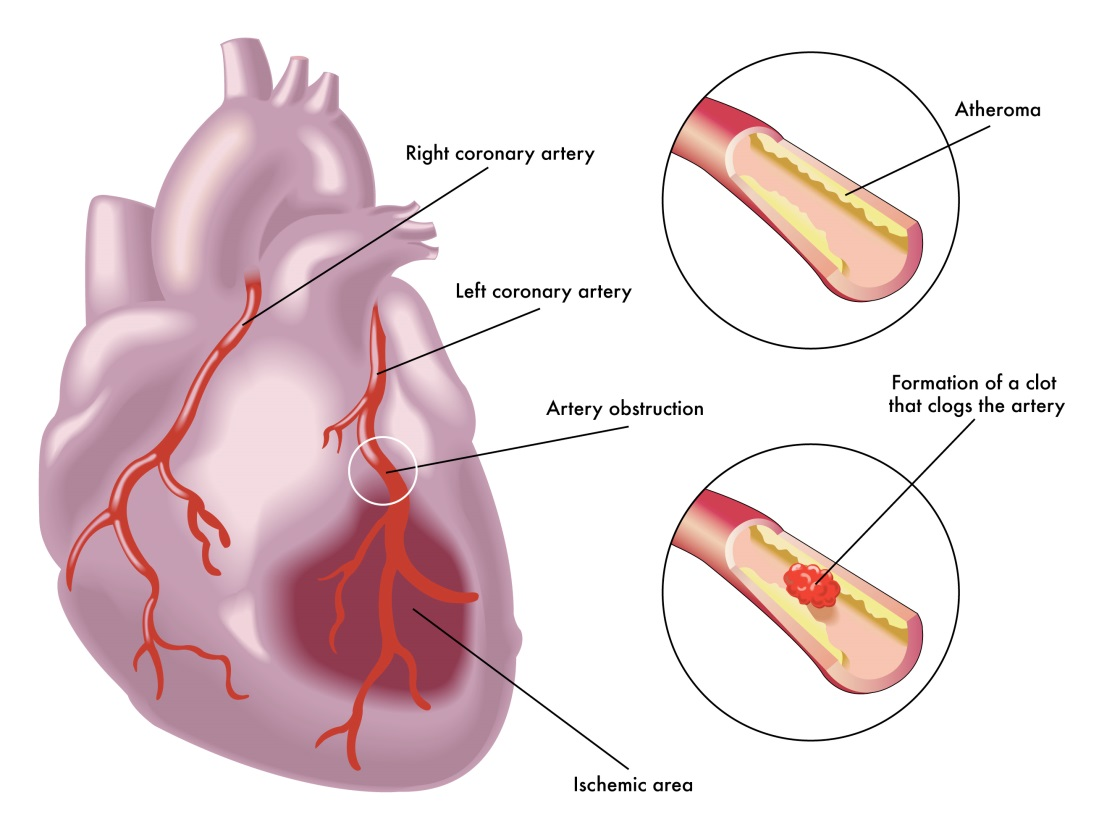 Atheroma
Right coronary artery
Left coronary artery
Formation of a clot
that clogs the artery
Artery obstruction
Ischemic area